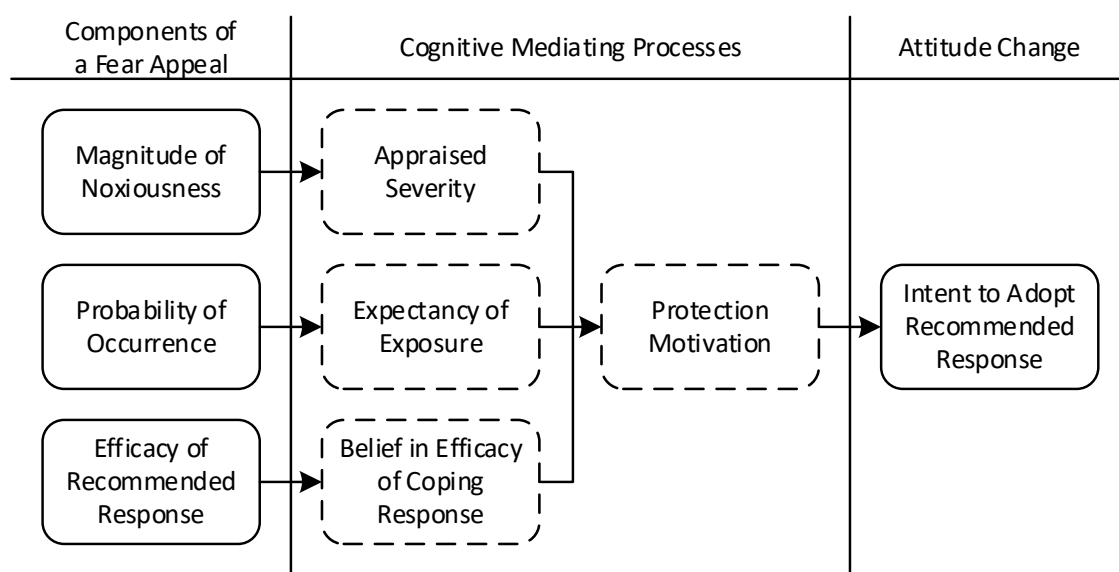 Components of
a Fear Appeal
Cognitive Mediating Processes
Attitude Change
Magnitude of
Noxiousness
Appraised
Severity
Probability of
Occurrence
Expectancy of
Exposure
Protection
Motivation
Intent to Adopt
Recommended
Response
Efficacy of
Recommended
Response
Belief in Efficacy
of Coping
Response